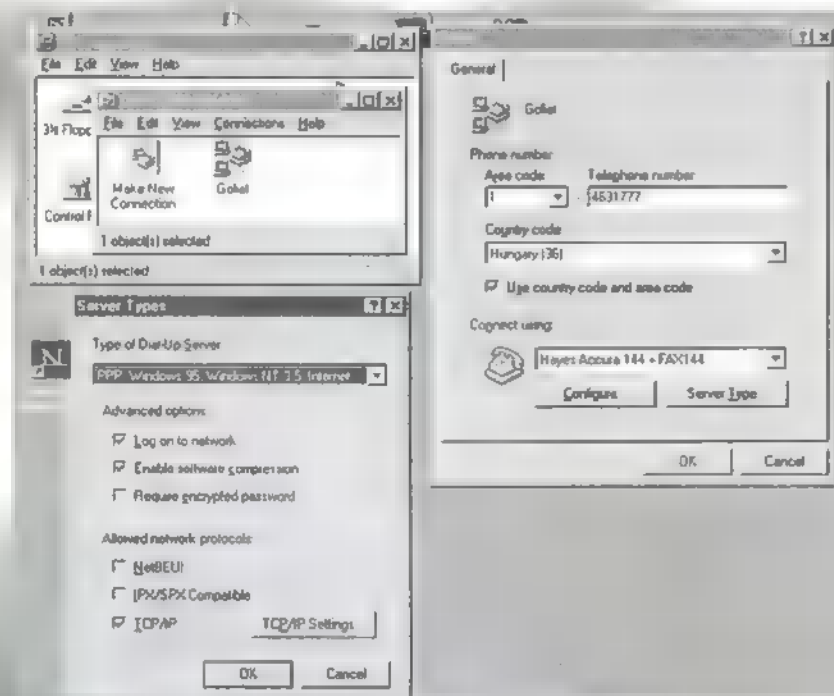 File Edit View Help
3½ Flopp
Control P
File Edit View Connections Help
Make New
Connection
Goliat
1 object(s) selected
1 object(s) selected
General
Goliat
Phone number
Area code
Telephone number
1
4631777
Country code
Hungary (36)
Use country code and area code
Connect using:
Hayes Accura 144 + FAX144
Configure
Server Type
OK
Cancel
Server Types
Type of Dial-Up Server:
PPP: Windows 95, Windows NT 3.5, Internet
Advanced options:
Log on to network
Enable software compression
Require encrypted password
Allowed network protocols:
NetBEUI
IPX/SPX Compatible
TCP/IP
TCP/IP Settings
OK
Cancel
N